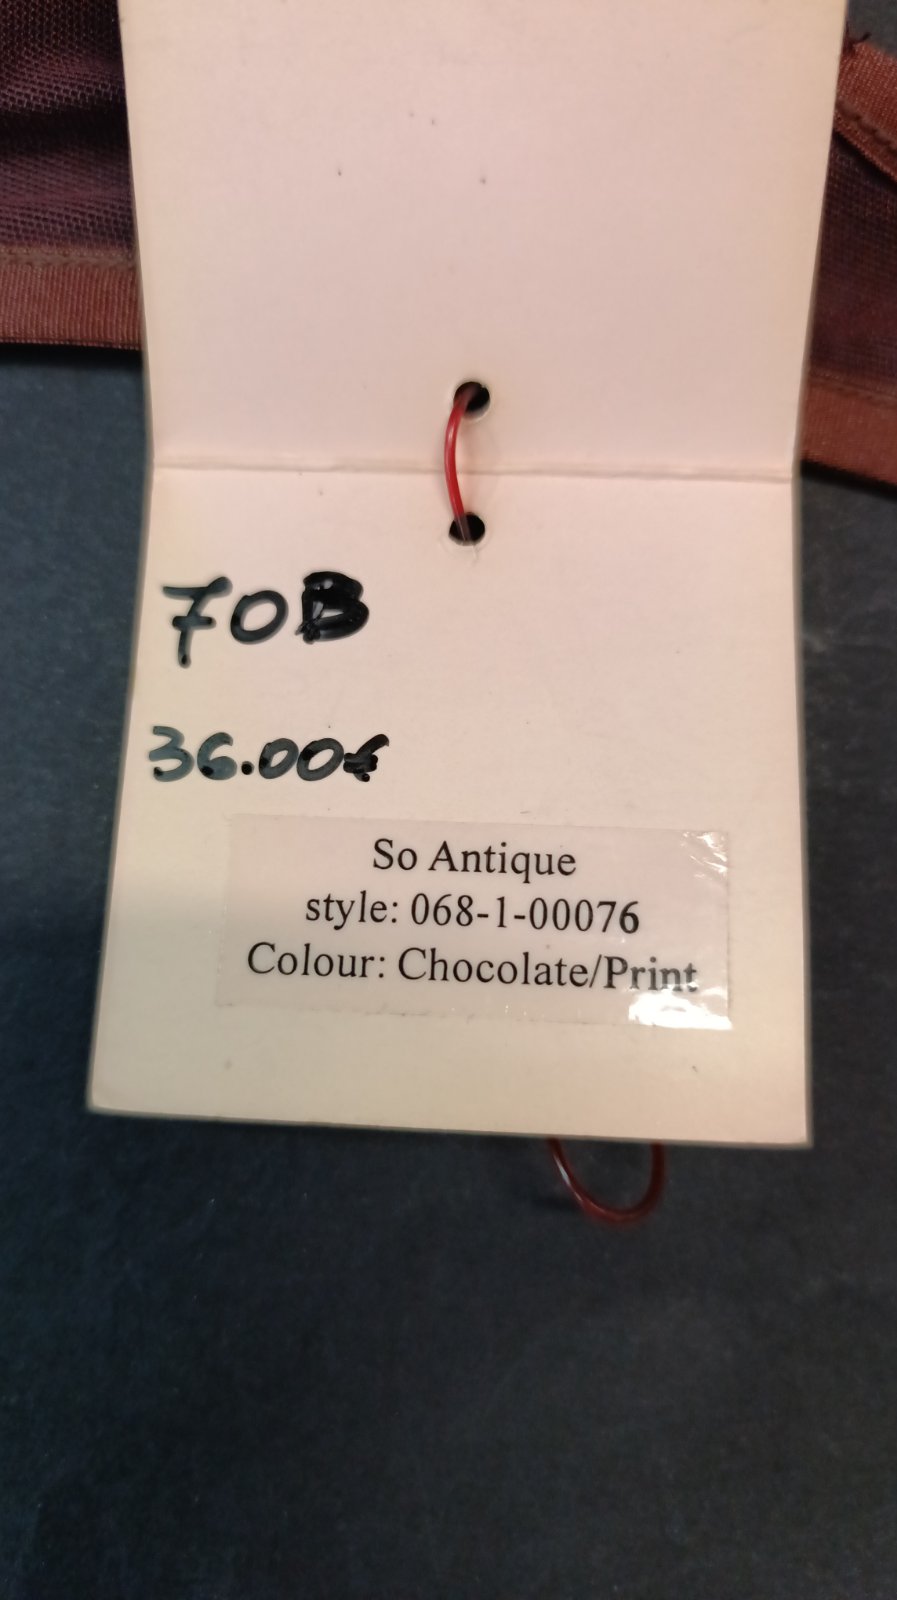 70B
36.00€
So Antique
style: 068-1-00076
Colour: Chocolate/Print